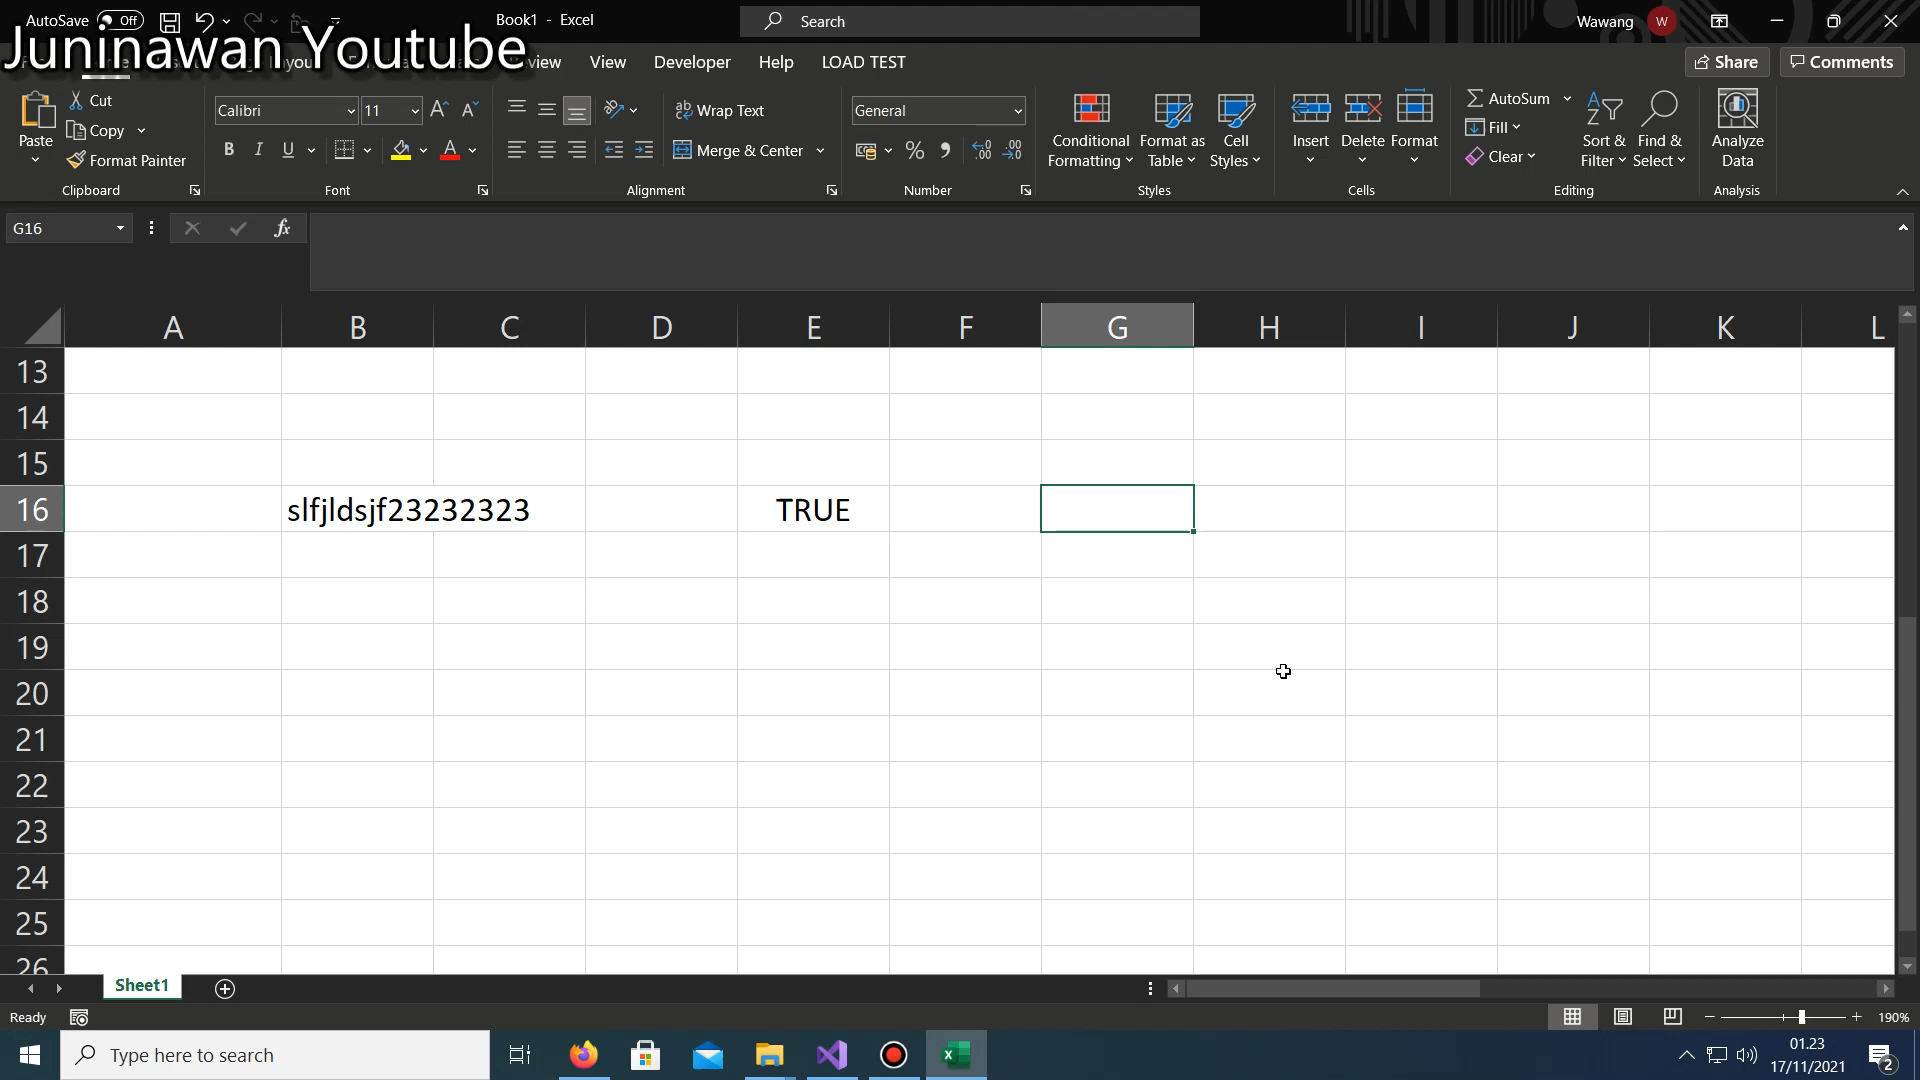 AutoSave Off
Book1 - Excel
Search
Wawang W
Juninawan Youtube
View Developer Help LOAD TEST
Share Comments
Paste
Cut
Copy
Format Painter
Clipboard
Calibri 11
B I U
Font
Wrap Text
Merge & Center
Alignment
General
Number
Conditional Formatting
Format as Table
Cell Styles
Styles
Insert Delete Format
Cells
AutoSum
Fill
Clear
Sort & Filter
Find & Select
Editing
Analyze Data
Analysis
G16
fx
A B C D E F G H I J K L
13
14
15
16 slfjldsjf23232323 TRUE
17
18
19
20
21
22
23
24
25
26
Sheet1
Ready
190%
Type here to search
01.23
17/11/2021
2